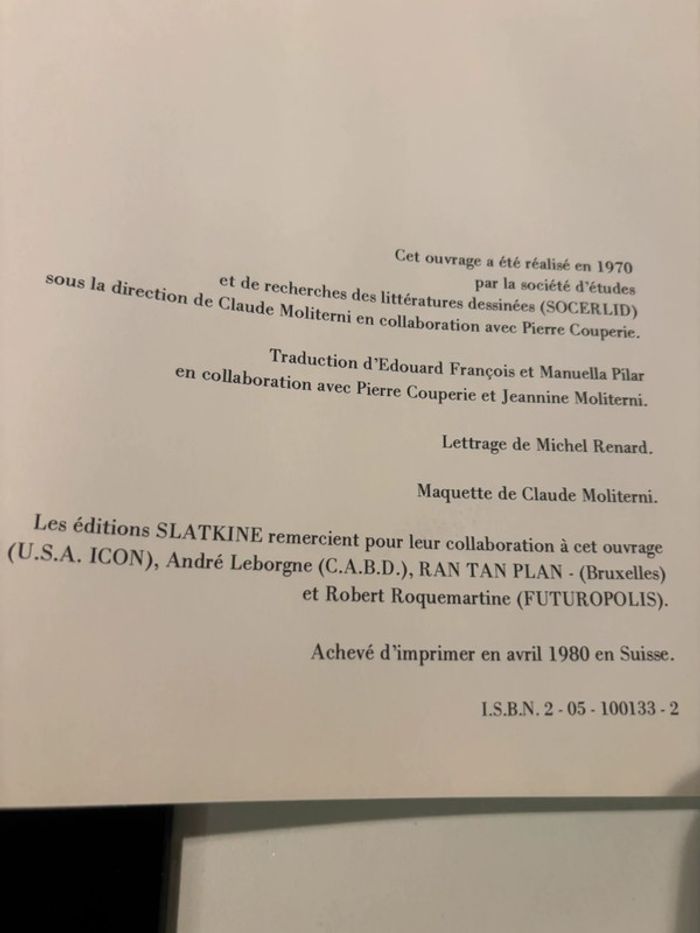 Cet ouvrage a été réalisé en 1970
par la société d'études
et de recherches des littératures dessinées (SOCERLID)
sous la direction de Claude Moliterni en collaboration avec Pierre Couperie.
Traduction d'Edouard François et Manuella Pilar
en collaboration avec Pierre Couperie et Jeannine Moliterni.
Lettrage de Michel Renard.
Maquette de Claude Moliterni.
Les éditions SLATKINE remercient pour leur collaboration à cet ouvrage
(U.S.A. ICON), André Leborgne (C.A.B.D.), RAN TAN PLAN - (Bruxelles)
et Robert Roquemartine (FUTUROPOLIS).
Achevé d'imprimer en avril 1980 en Suisse.
I.S.B.N. 2 - 05 - 100133 - 2